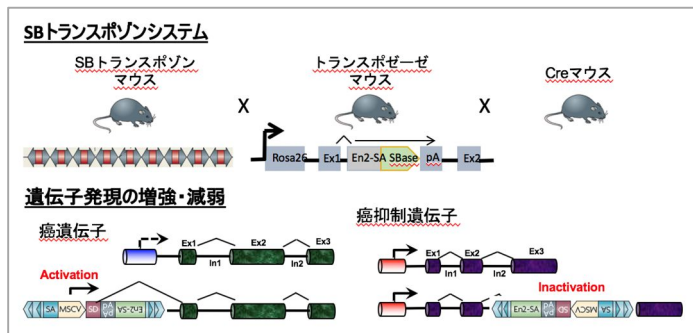 SBトランスポゾンシステム
SBトランスポゾン
マウス
X
トランスポゼーゼ
マウス
X
Creマウス
Rosa26 Ex1 En2-SA SBase pA Ex2
遺伝子発現の増強・減弱
癌遺伝子
Ex1 Ex2 Ex3
In1 In2
Activation
SA MSCV SD pA pA En2-SA
癌抑制遺伝子
Ex1 Ex2 Ex3
In1 In2
Inactivation
En2-SA pA pA SD MSCV SA